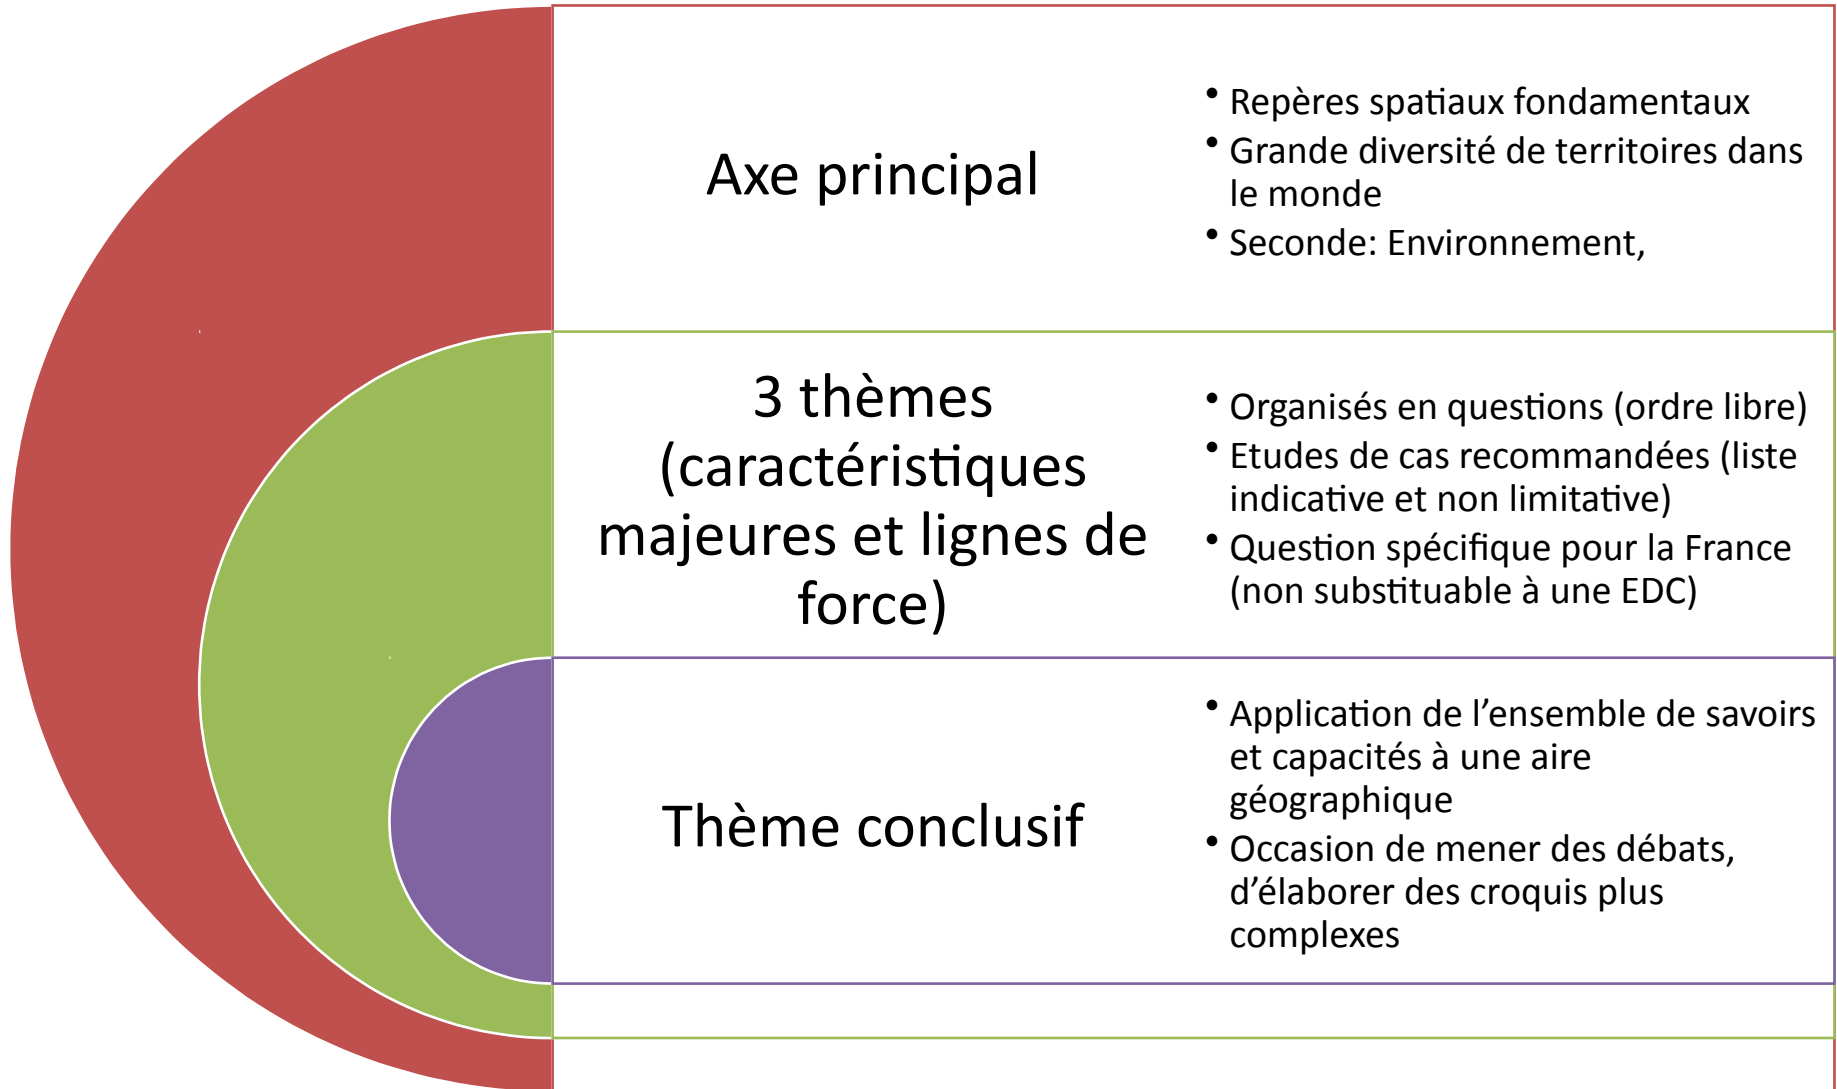 Axe principal
• Repères spatiaux fondamentaux
• Grande diversité de territoires dans
le monde
• Seconde: Environnement,
3 thèmes
(caractéristiques
majeures et lignes de
force)
• Organisés en questions (ordre libre)
• Etudes de cas recommandées (liste
indicative et non limitative)
• Question spécifique pour la France
(non substituable à une EDC)
Thème conclusif
• Application de l’ensemble de savoirs
et capacités à une aire
géographique
• Occasion de mener des débats,
d’élaborer des croquis plus
complexes